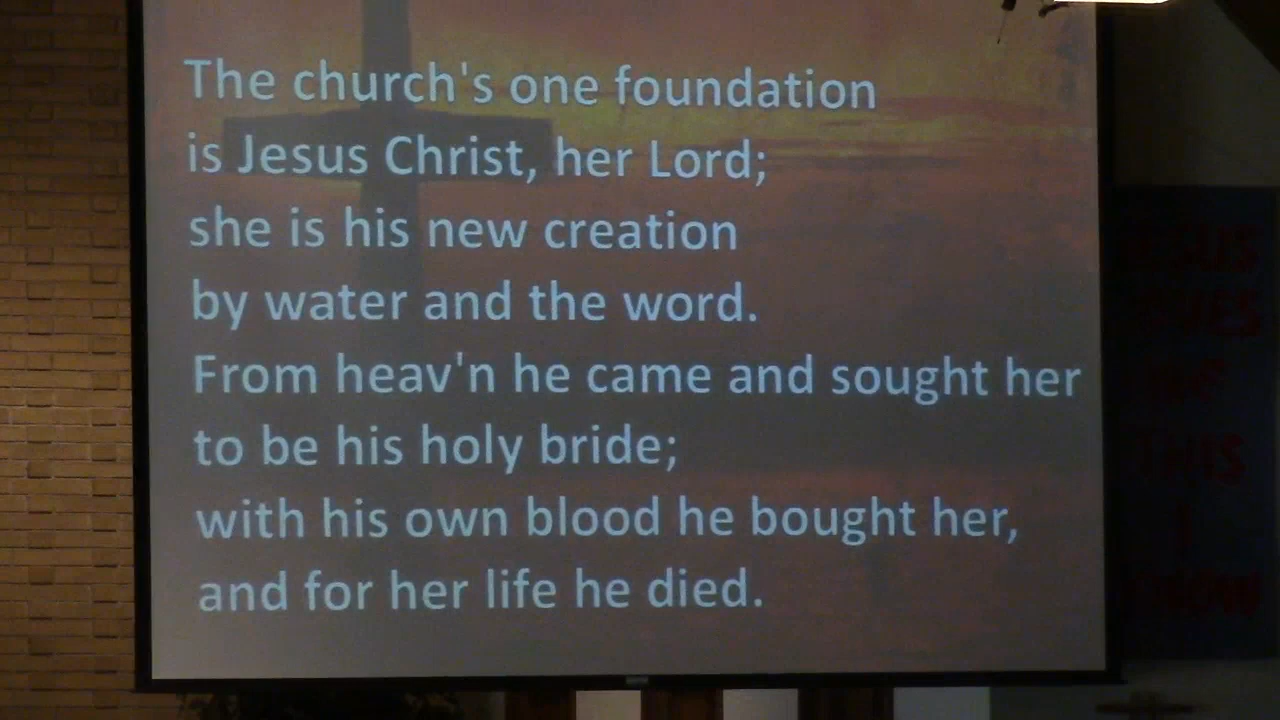 The church's one foundation
is Jesus Christ, her Lord;
she is his new creation
by water and the word.
From heav'n he came and sought her
to be his holy bride;
with his own blood he bought her,
and for her life he died.
THIS
I